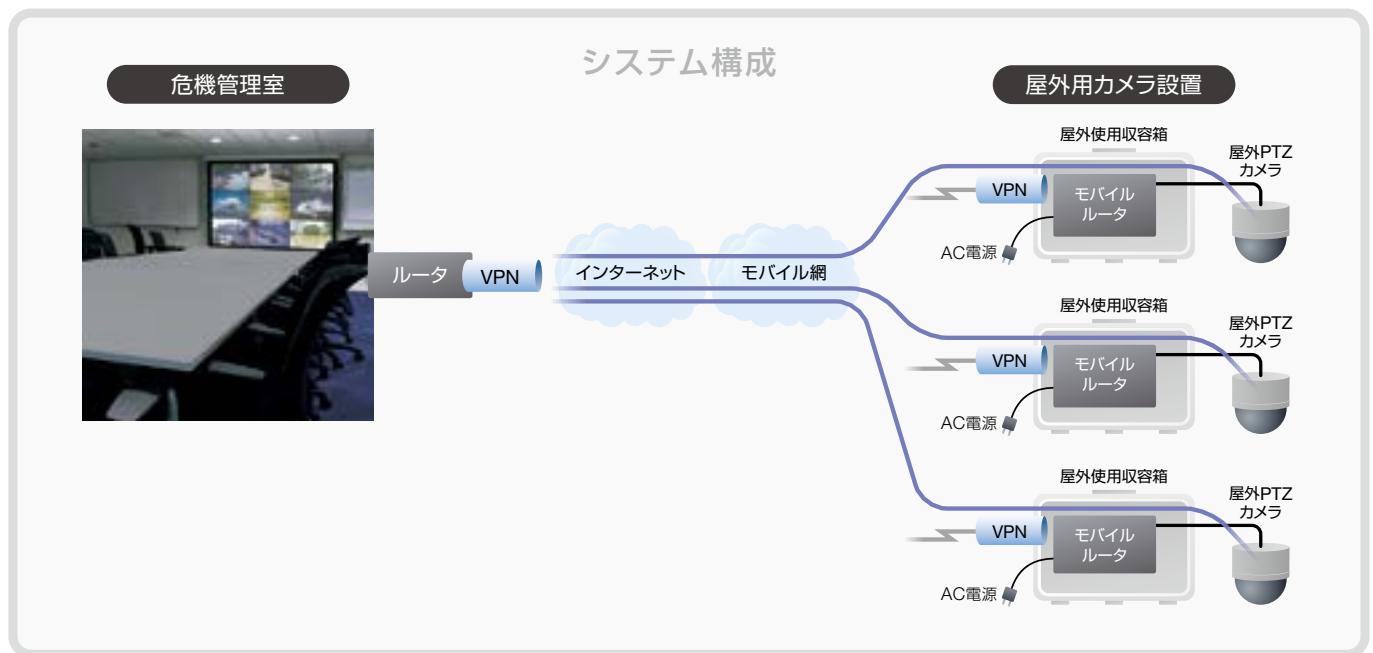 システム構成
危機管理室
屋外用カメラ設置
ルータ
VPN
インターネット
モバイル網
屋外使用収容箱
屋外PTZ
カメラ
VPN
モバイル
ルータ
AC電源
屋外使用収容箱
屋外PTZ
カメラ
VPN
モバイル
ルータ
AC電源
屋外使用収容箱
屋外PTZ
カメラ
VPN
モバイル
ルータ
AC電源